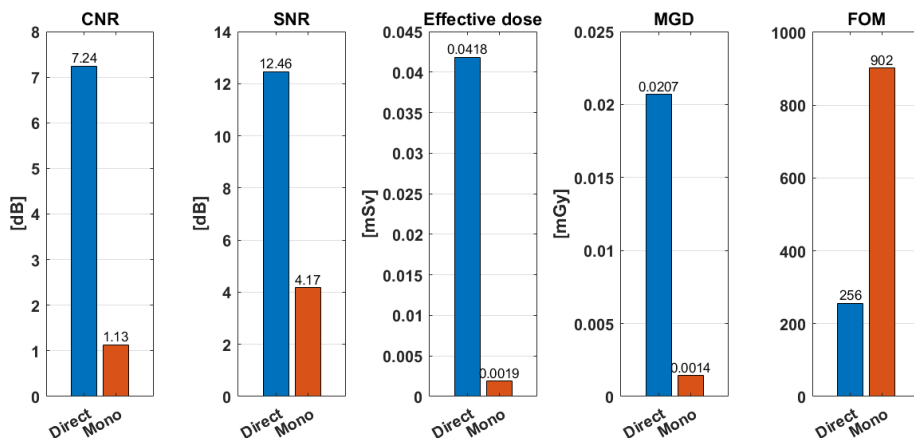 CNR
[dB]
8
7
6
5
4
3
2
1
0
7.24
1.13
Direct
Mono
SNR
[dB]
14
12
10
8
6
4
2
0
12.46
4.17
Direct
Mono
Effective dose
[mSv]
0.045
0.04
0.035
0.03
0.025
0.02
0.015
0.01
0.005
0
0.0418
0.0019
Direct
Mono
MGD
[mGy]
0.025
0.02
0.015
0.01
0.005
0
0.0207
0.0014
Direct
Mono
FOM
1000
800
600
400
200
0
256
902
Direct
Mono